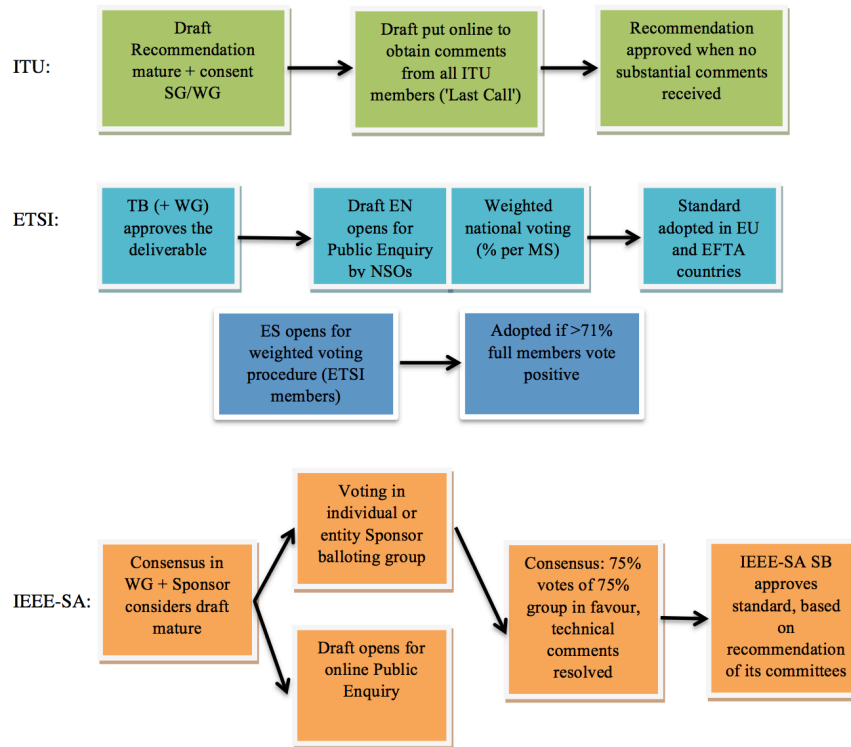 ITU:
Draft
Recommendation
mature + consent
SG/WG
Draft put online to
obtain comments
from all ITU
members ('Last Call')
Recommendation
approved when no
substantial comments
received
ETSI:
TB (+ WG)
approves the
deliverable
Draft EN
opens for
Public Enquiry
by NSOs
Weighted
national voting
(% per MS)
Standard
adopted in EU
and EFTA
countries
ES opens for
weighted voting
procedure (ETSI
members)
Adopted if >71%
full members vote
positive
IEEE-SA:
Consensus in
WG + Sponsor
considers draft
mature
Voting in
individual or
entity Sponsor
balloting group
Draft opens for
online Public
Enquiry
Consensus: 75%
votes of 75%
group in favour,
technical
comments
resolved
IEEE-SA SB
approves
standard, based
on
recommendation
of its committees